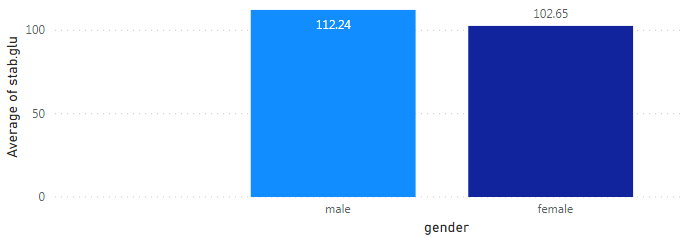 Average of stab.glu
100
50
0
112.24
102.65
male
female
gender